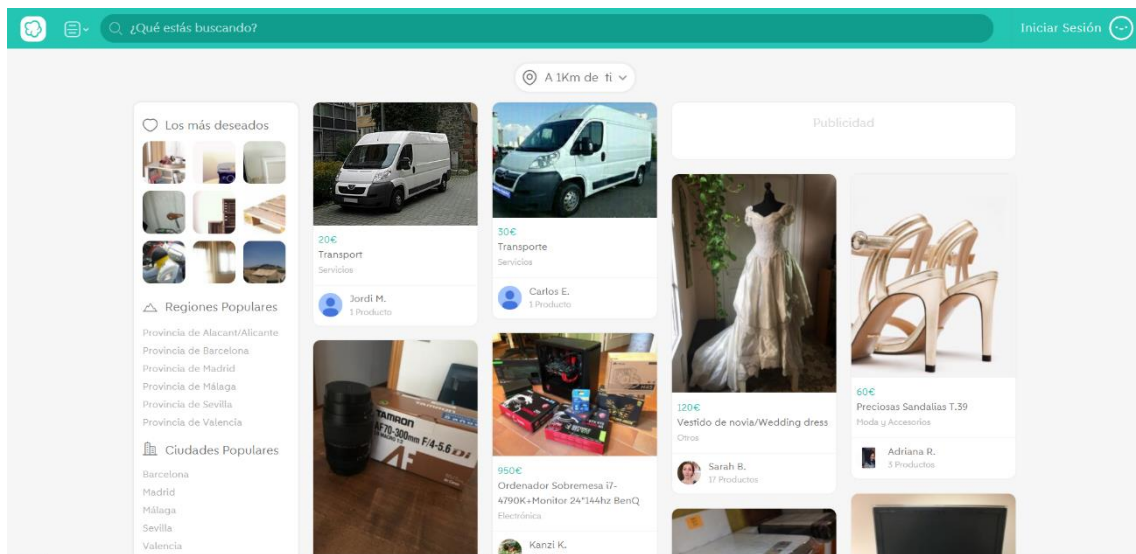 ¿Qué estás buscando?
Iniciar Sesión
A 1Km de ti
Los más deseados
Regiones Populares
Provincia de Alacant/Alicante
Provincia de Barcelona
Provincia de Madrid
Provincia de Málaga
Provincia de Sevilla
Provincia de Valencia
Ciudades Populares
Barcelona
Madrid
Málaga
Sevilla
Valencia
20€
Transport
Servicios
Jordi M.
1 Producto
TAMRON
AF70-300mm F/4-5.6 Di
AF
30€
Transporte
Servicios
Carlos E.
1 Producto
950€
Ordenador Sobremesa i7-
4790K+Monitor 24"144hz BenQ
Electrónica
Kanzi K.
Publicidad
120€
Vestido de novia/Wedding dress
Otros
Sarah B.
17 Productos
60€
Preciosas Sandalias T.39
Moda y Accesorios
Adriana R.
3 Productos